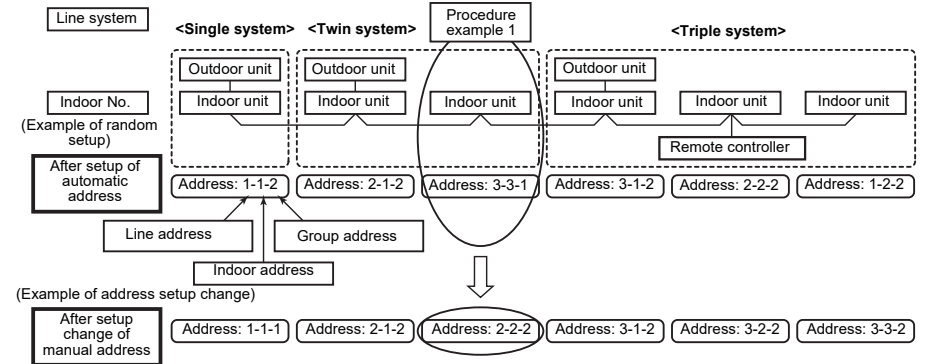 Line system
<Single system>
<Twin system>
Procedure
example 1
<Triple system>
Outdoor unit
Outdoor unit
Outdoor unit
Indoor No.
Indoor unit
Indoor unit
Indoor unit
Indoor unit
Indoor unit
Indoor unit
(Example of random
setup)
Remote controller
After setup of
automatic
address
Address: 1-1-2
Address: 2-1-2
Address: 3-3-1
Address: 3-1-2
Address: 2-2-2
Address: 1-2-2
Line address
Group address
Indoor address
(Example of address setup change)
After setup
change of
manual address
Address: 1-1-1
Address: 2-1-2
Address: 2-2-2
Address: 3-1-2
Address: 3-2-2
Address: 3-3-2